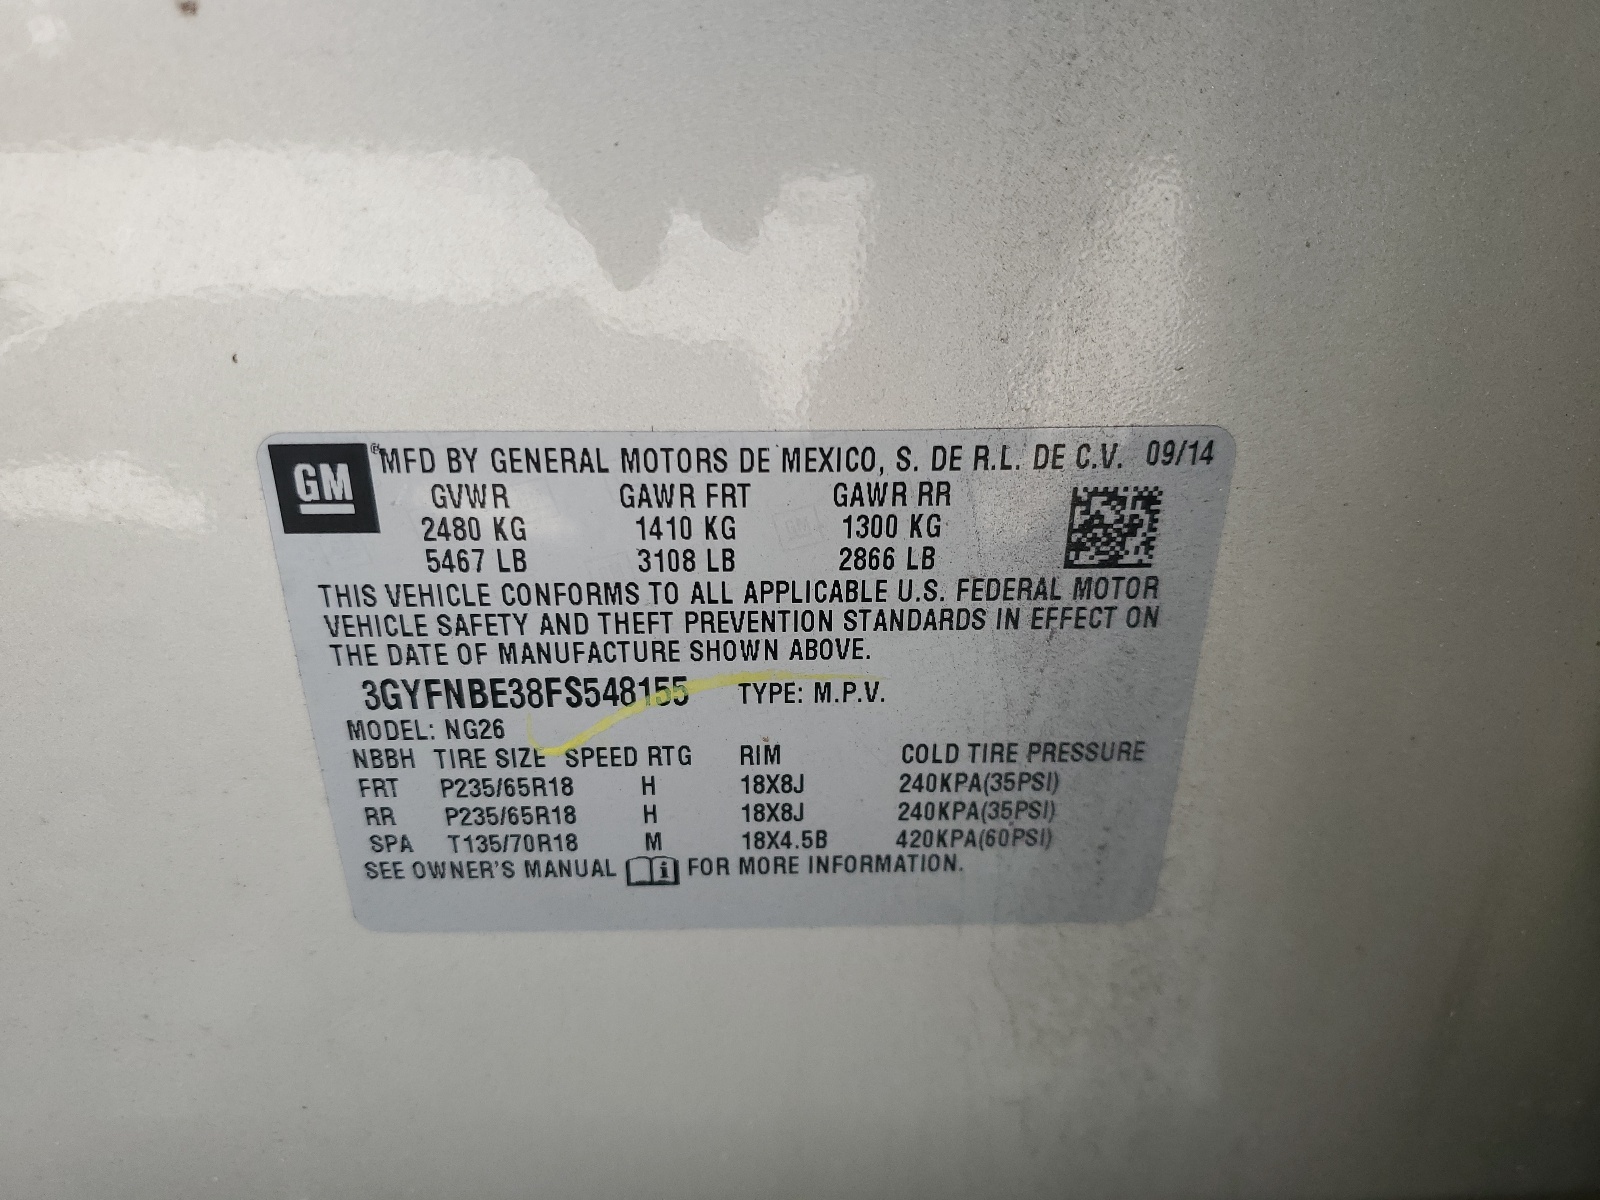 GM ®MFD BY GENERAL MOTORS DE MEXICO, S. DE R.L. DE C.V. 09/14
GVWR GAWR FRT GAWR RR
2480 KG 1410 KG 1300 KG
5467 LB 3108 LB 2866 LB
THIS VEHICLE CONFORMS TO ALL APPLICABLE U.S. FEDERAL MOTOR
VEHICLE SAFETY AND THEFT PREVENTION STANDARDS IN EFFECT ON
THE DATE OF MANUFACTURE SHOWN ABOVE.
3GYFNBE38FS548155 TYPE: M.P.V.
MODEL: NG26
NBBH TIRE SIZE SPEED RTG RIM COLD TIRE PRESSURE
FRT P235/65R18 H 18X8J 240KPA(35PSI)
RR P235/65R18 H 18X8J 240KPA(35PSI)
SPA T135/70R18 M 18X4.5B 420KPA(60PSI)
SEE OWNER'S MANUAL i FOR MORE INFORMATION.